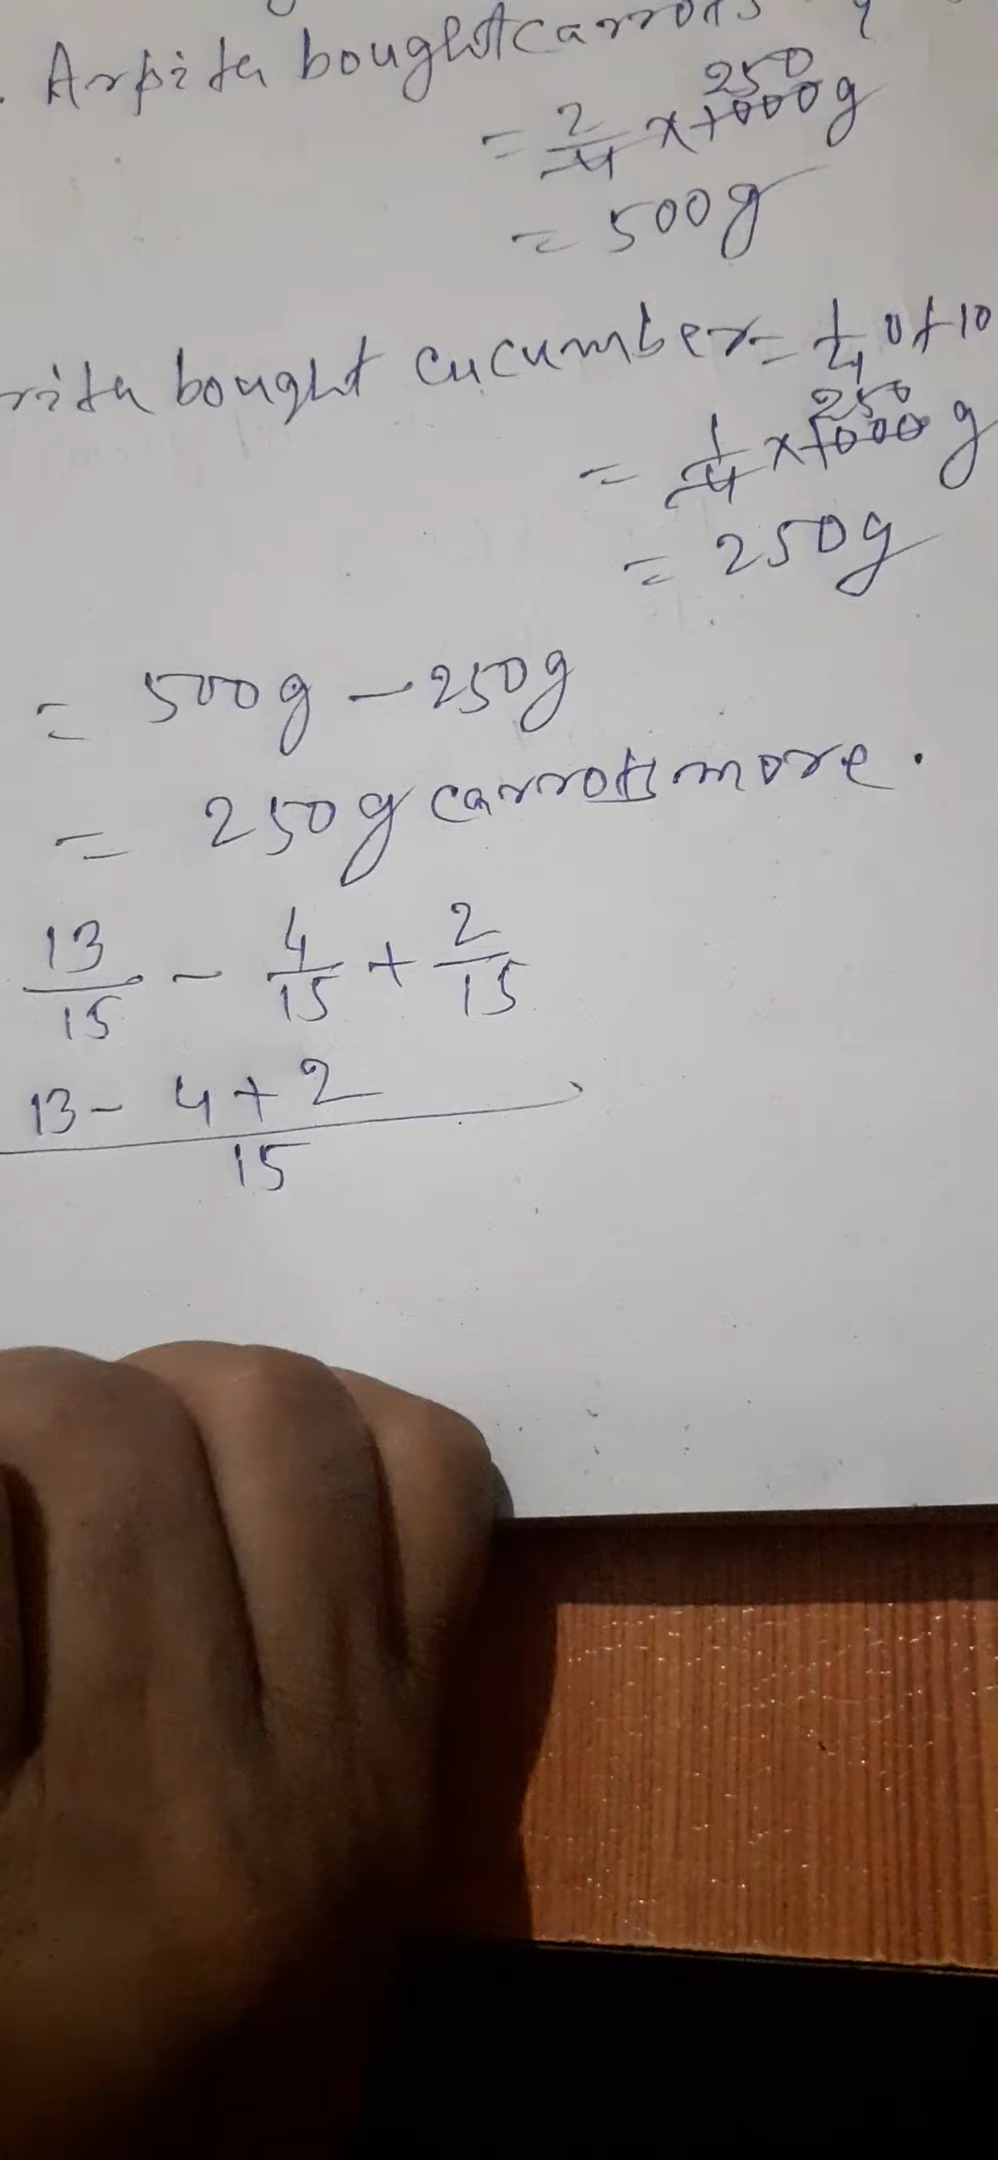 . Arpita bought carrots
250
= 2/4 x 1000g
= 500g
rita bought cucumber = 1/4 of 10
250
= 1/4 x 1000 g
= 250g
= 500g - 250g
= 250g carrots more.
13/15 - 4/15 + 2/15
13 - 4 + 2
15